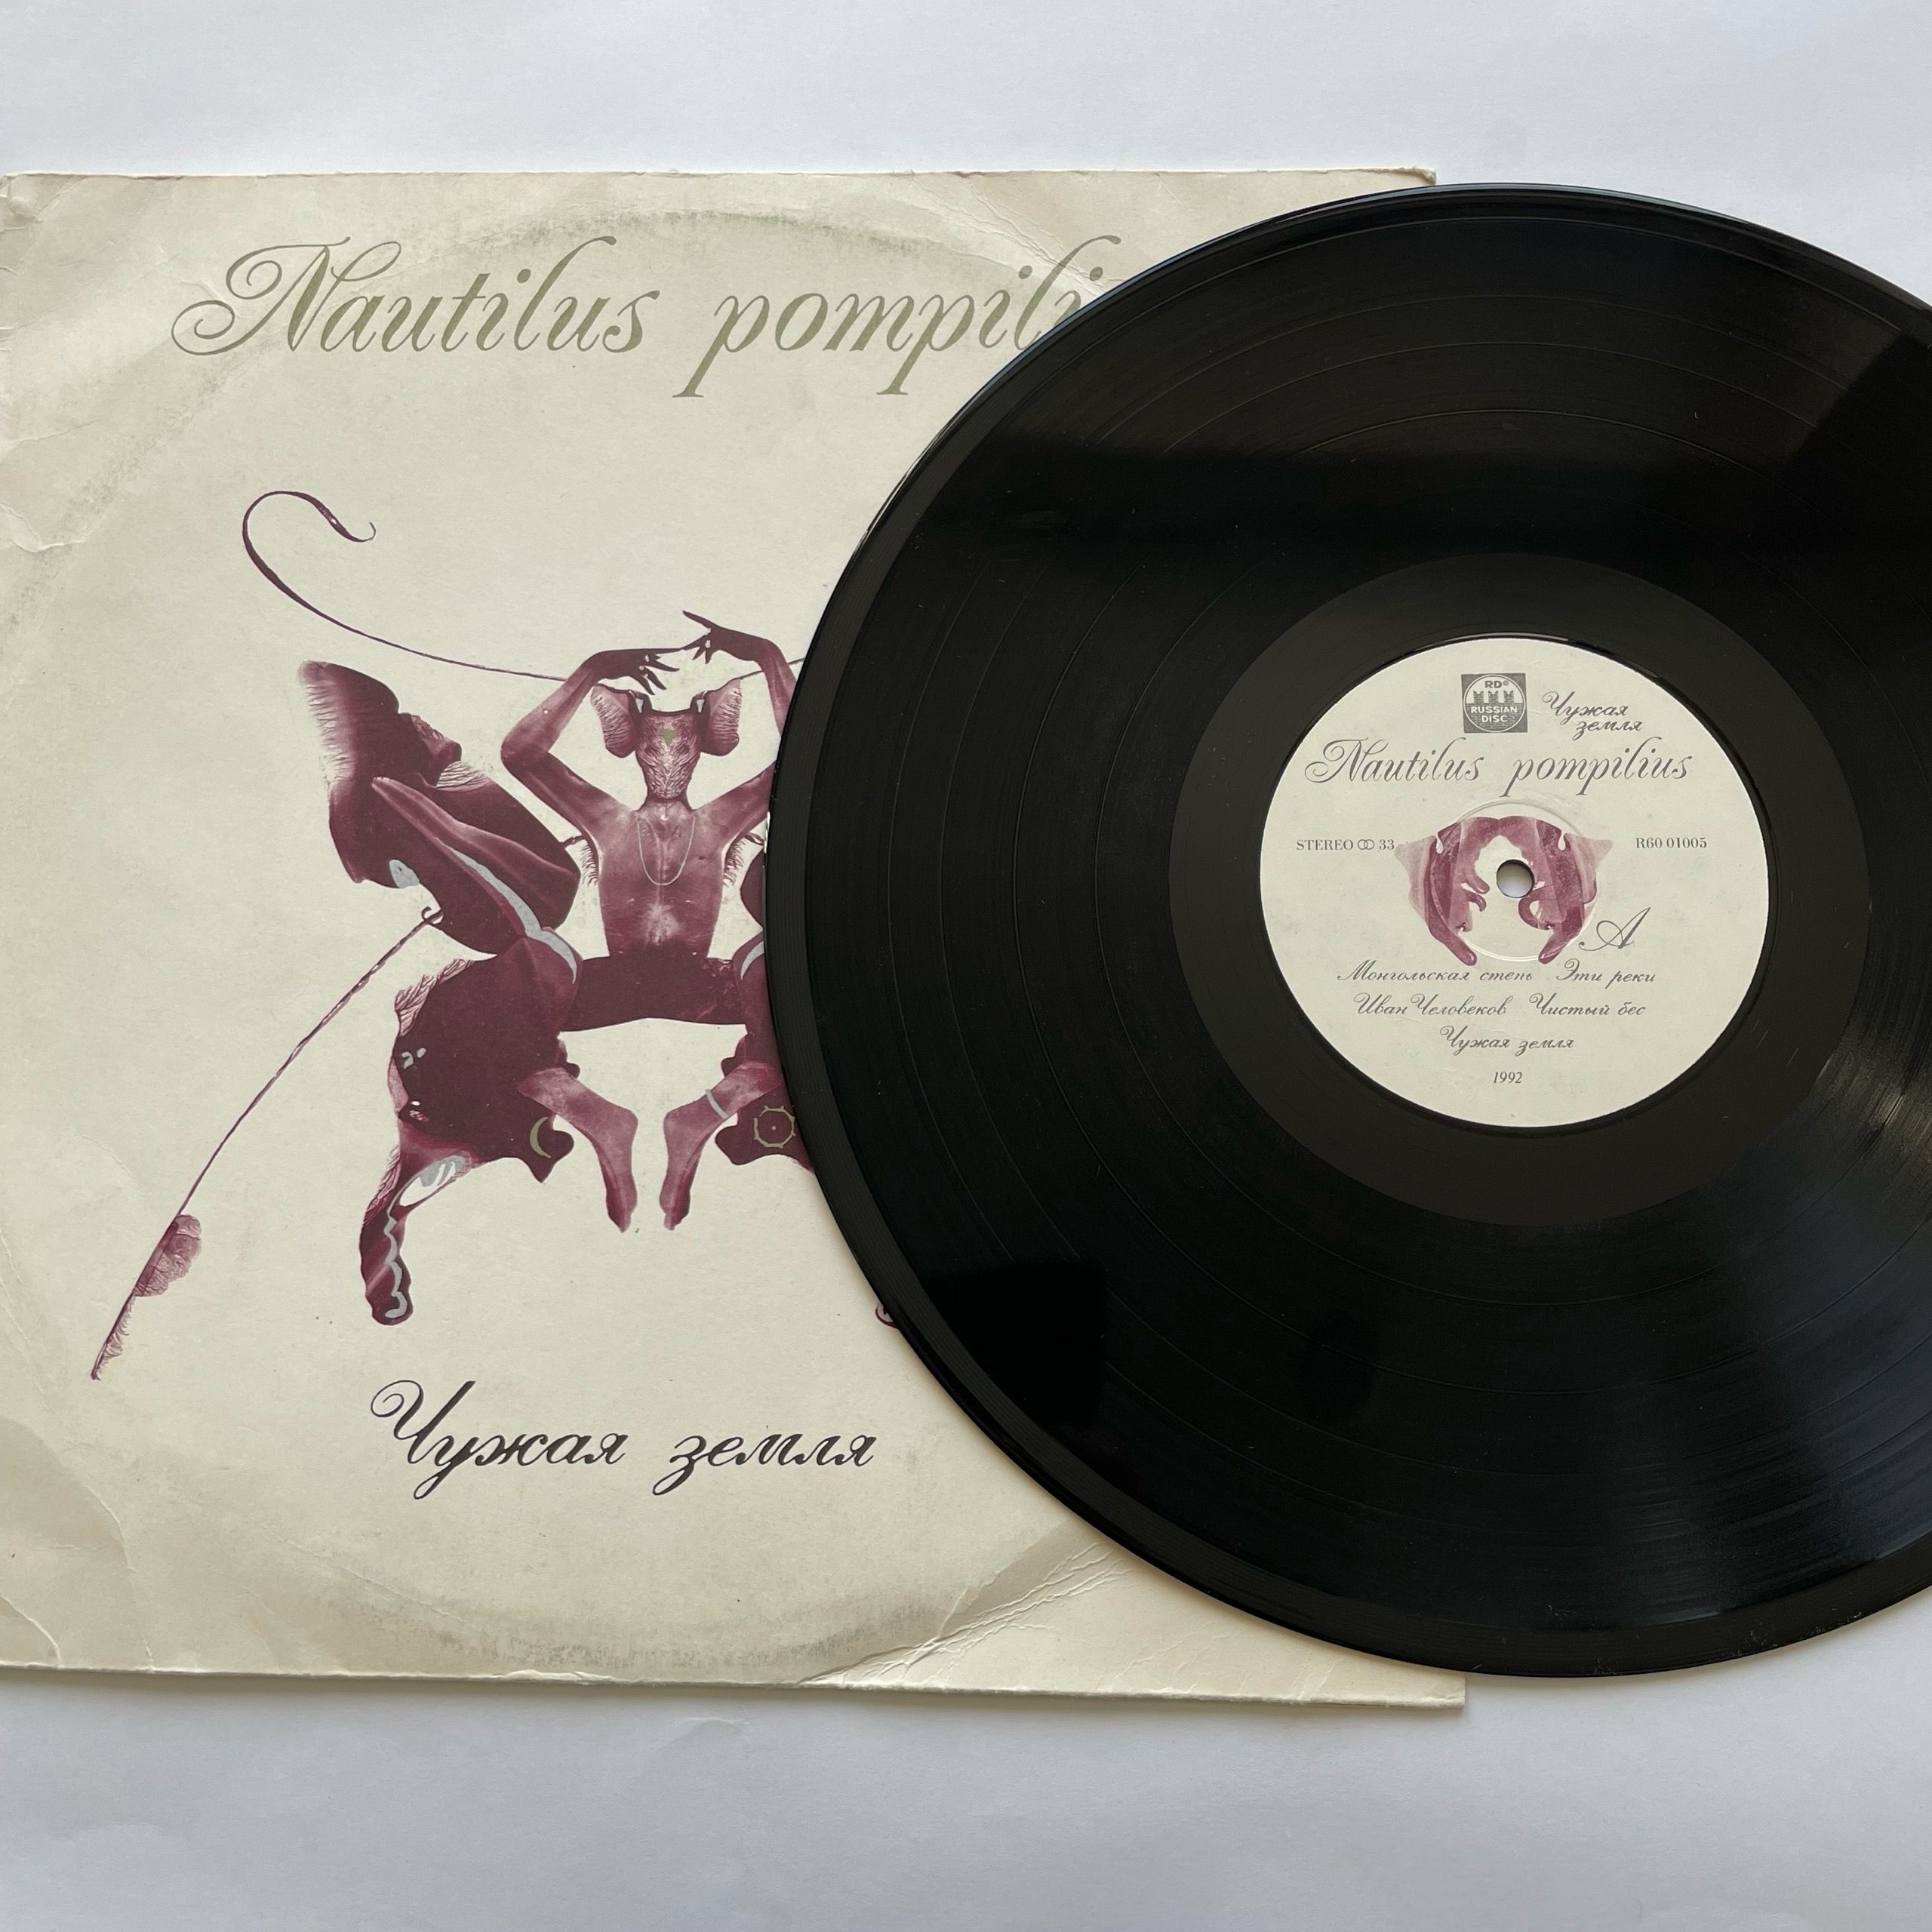 Nautilus pompili
Чужая земля
RD®
RUSSIAN
DISC
Чужая
земля
Nautilus pompilius
STEREO 33
R60 01005
A
Монгольская степь Эти реки
Иван Человеков Чистый бес
Чужая земля
1992